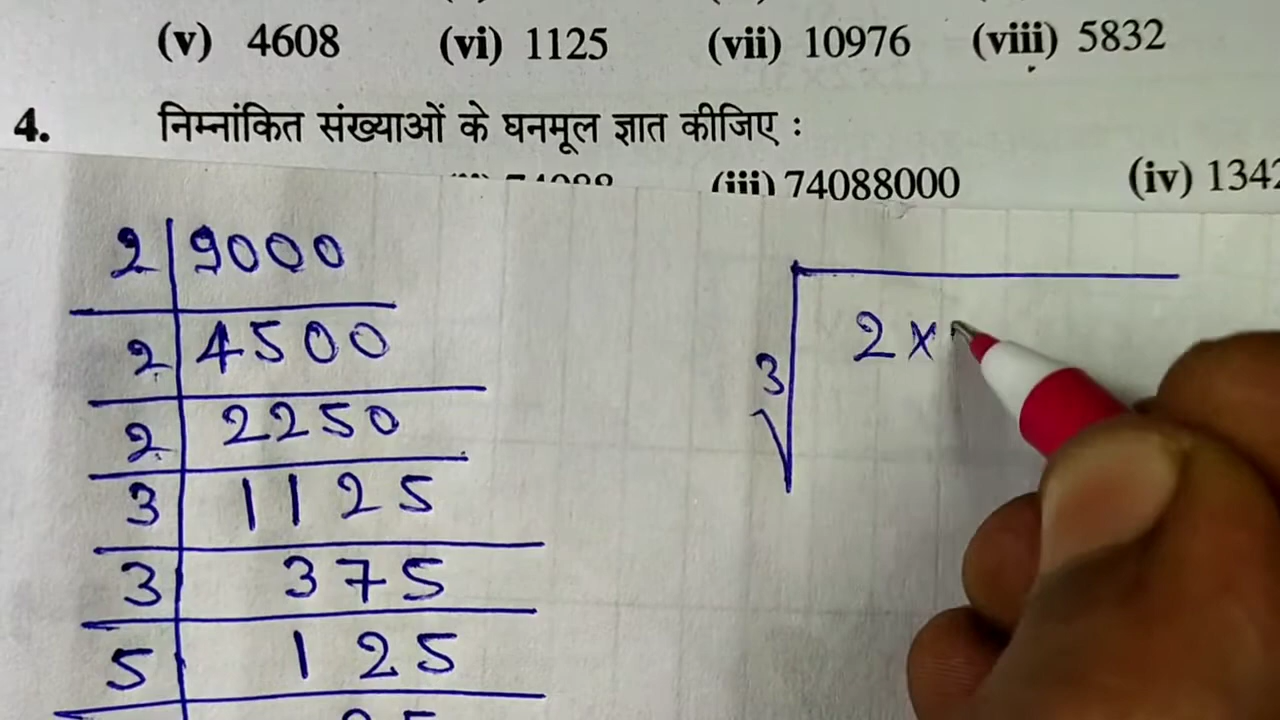 (v) 4608 (vi) 1125 (vii) 10976 (viii) 5832
4. निम्नांकित संख्याओं के घनमूल ज्ञात कीजिए :
(iii) 74088000 (iv) 1342
2 9000
2 4500
2 2250
3 1125
3 375
5 125
3 2 ×